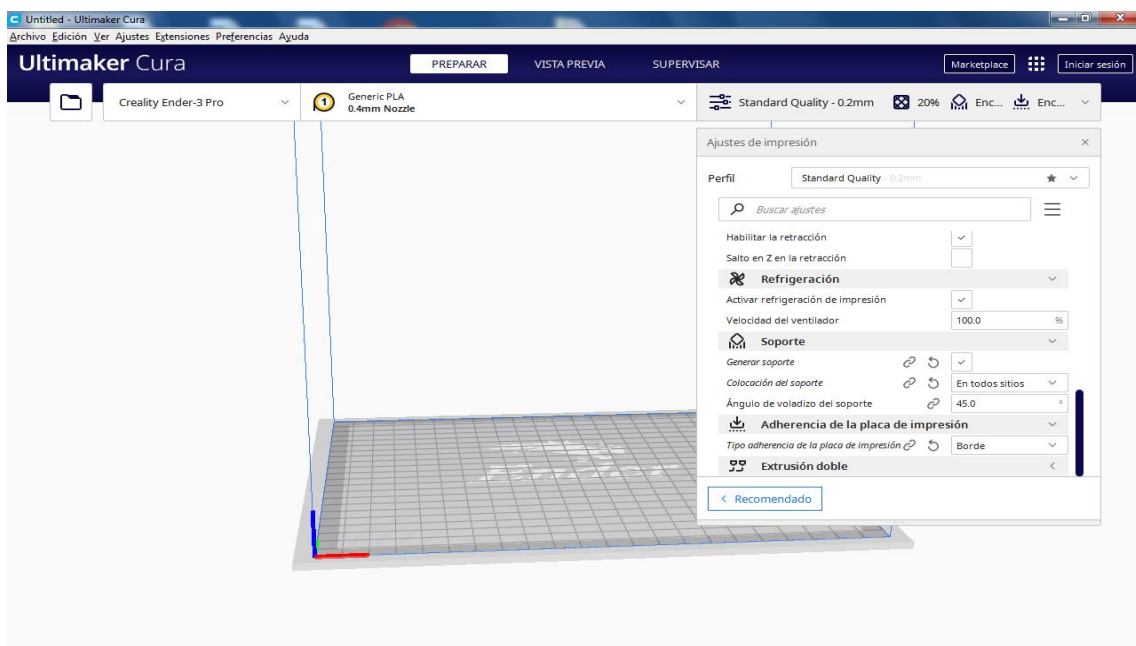 Untitled - Ultimaker Cura
Archivo Edición Ver Ajustes Extensiones Preferencias Ayuda
Ultimaker Cura PREPARAR VISTA PREVIA SUPERVISAR Marketplace Iniciar sesión
Creality Ender-3 Pro 1 Generic PLA
0.4mm Nozzle
Standard Quality - 0.2mm 20% Enc... Enc...
Ajustes de impresión
Perfil Standard Quality - 0.2mm
Buscar ajustes
Habilitar la retracción
Salto en Z en la retracción
Refrigeración
Activar refrigeración de impresión
Velocidad del ventilador 100.0 %
Soporte
Generar soporte
Colocación del soporte En todos sitios
Ángulo de voladizo del soporte 45.0 °
Adherencia de la placa de impresión
Tipo adherencia de la placa de impresión Borde
Extrusión doble
Recomendado